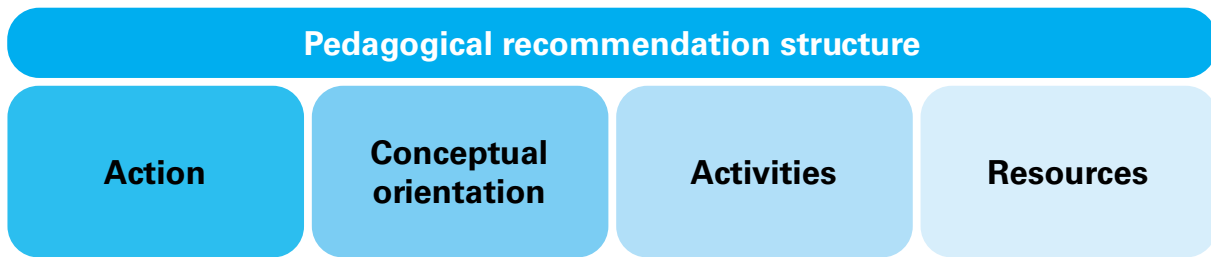 Pedagogical recommendation structure
Action
Conceptual
orientation
Activities
Resources